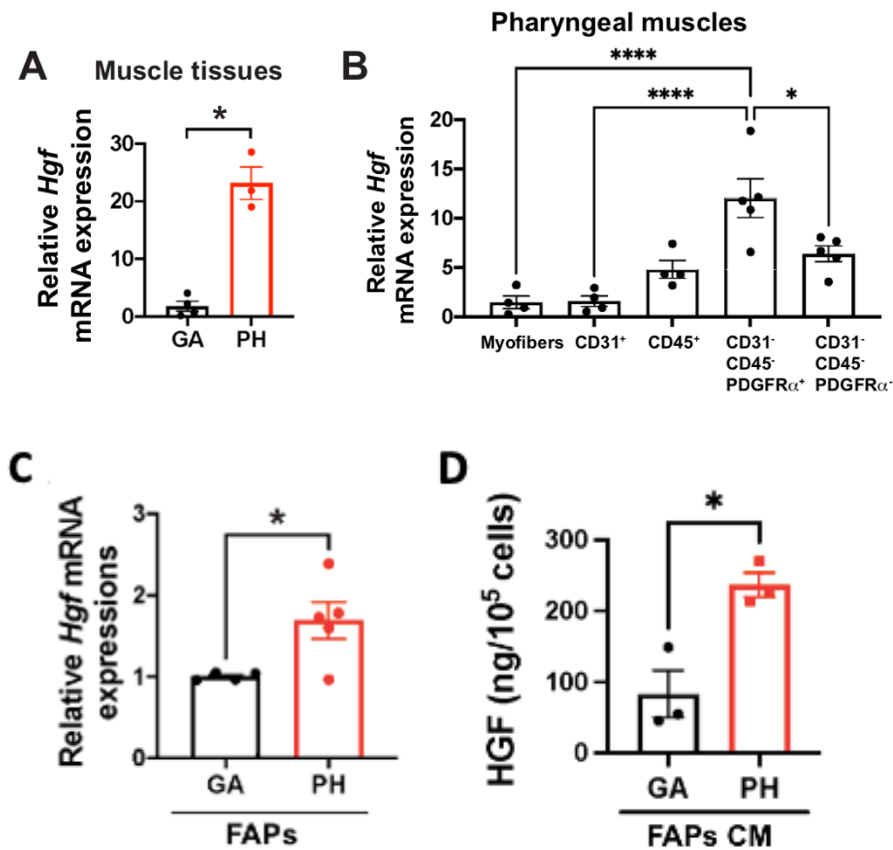 A
Muscle tissues
Relative Hgf
mRNA expression
30
20
10
0
*
GA
PH
B
Pharyngeal muscles
Relative Hgf
mRNA expression
20
15
10
5
0
****
****
*
Myofibers
CD31⁺
CD45⁺
CD31⁻
CD45⁻
PDGFRα⁺
CD31⁻
CD45⁻
PDGFRα⁻
C
Relative Hgf mRNA
expressions
3
2
1
0
*
GA
PH
FAPs
D
HGF (ng/10⁵ cells)
300
200
100
0
*
GA
PH
FAPs CM